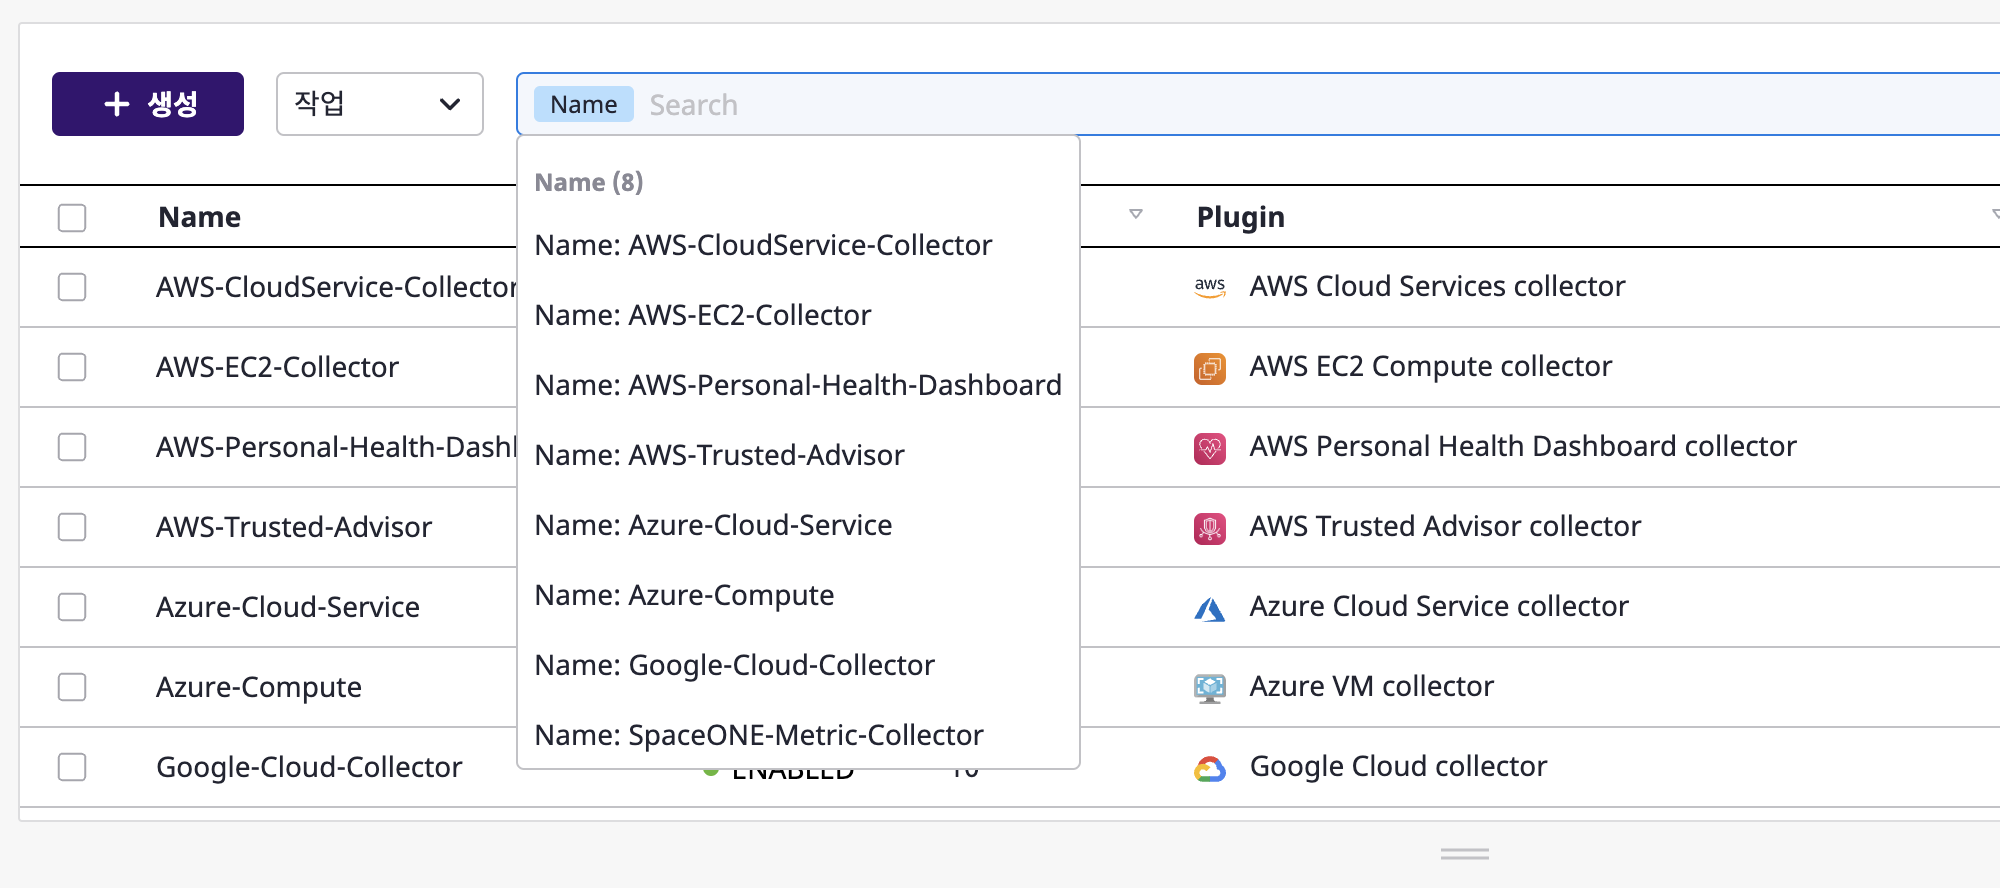 + 생성 작업 Name Search
Name (8)
Name: AWS-CloudService-Collector
Name: AWS-EC2-Collector
Name: AWS-Personal-Health-Dashboard
Name: AWS-Trusted-Advisor
Name: Azure-Cloud-Service
Name: Azure-Compute
Name: Google-Cloud-Collector
Name: SpaceONE-Metric-Collector
Name Plugin
AWS-CloudService-Collector aws AWS Cloud Services collector
AWS-EC2-Collector AWS EC2 Compute collector
AWS-Personal-Health- AWS Personal Health Dashboard collector
AWS-Trusted-Advisor AWS Trusted Advisor collector
Azure-Cloud-Service Azure Cloud Service collector
Azure-Compute Azure VM collector
Google-Cloud-Collector ENABLED Google Cloud collector